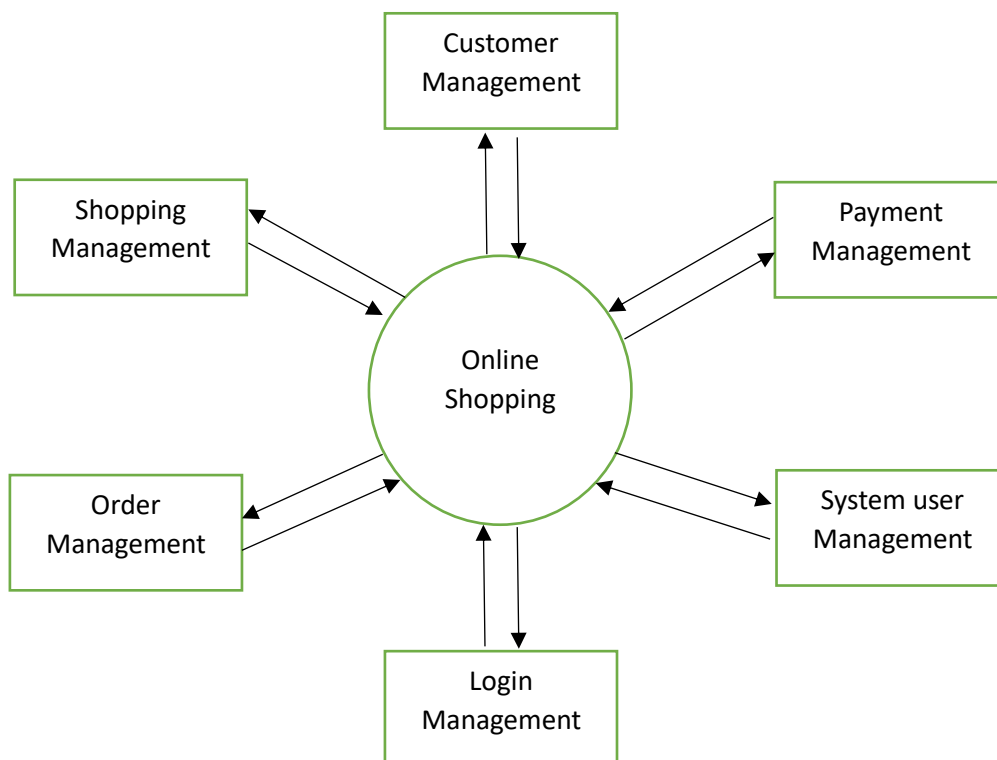 Customer
Management
Shopping
Management
Payment
Management
Online
Shopping
Order
Management
System user
Management
Login
Management